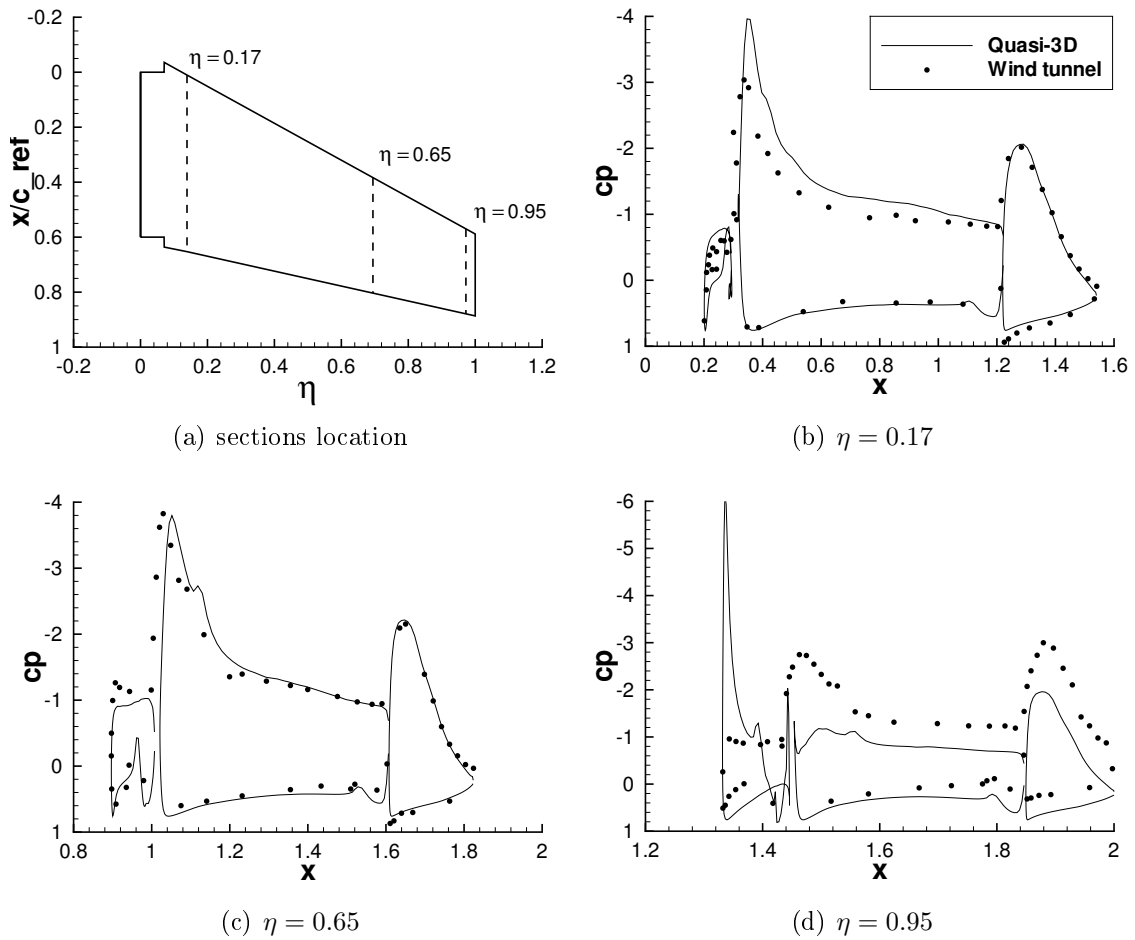 -0.2
0
0.2
0.4
0.6
0.8
1
x/c_ref
η = 0.17
η = 0.65
η = 0.95
-0.2 0 0.2 0.4 0.6 0.8 1 1.2
η
(a) sections location
-4
-3
-2
-1
0
1
cp
Quasi-3D
Wind tunnel
0 0.2 0.4 0.6 0.8 1 1.2 1.4 1.6
x
(b) η = 0.17
-4
-3
-2
-1
0
1
cp
0.8 1 1.2 1.4 1.6 1.8 2
x
(c) η = 0.65
-6
-5
-4
-3
-2
-1
0
1
cp
1.2 1.4 1.6 1.8 2
x
(d) η = 0.95